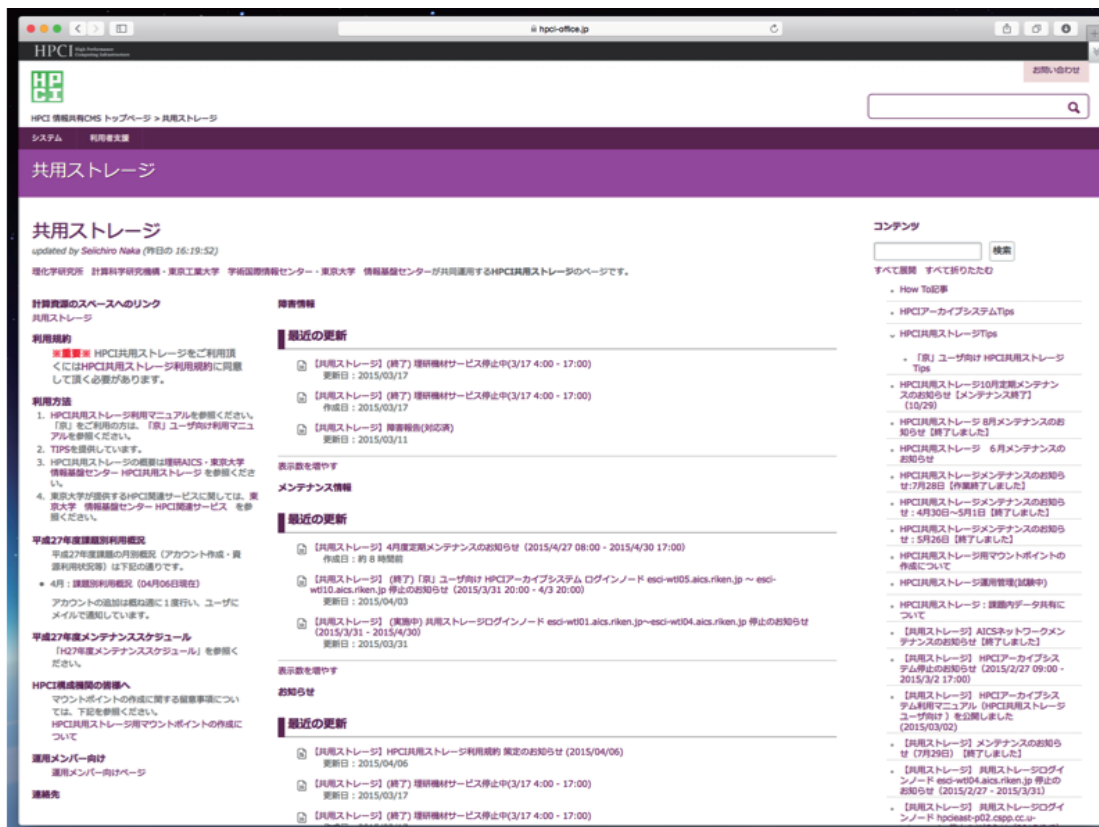 hpci-office.jp
HPCI High Performance
Computing Infrastructure
お問い合わせ
HP
CI
HPCI 情報共有CMS トップページ > 共用ストレージ
システム 利用者支援
共用ストレージ
共用ストレージ
updated by Seiichiro Naka (昨日の 16:19:52)
理化学研究所 計算科学研究機構・東京工業大学 学術国際情報センター・東京大学 情報基盤センターが共同運用するHPCI共用ストレージのページです。
計算資源のスペースへのリンク
共用ストレージ
利用規約
※重要※ HPCI共用ストレージをご利用頂
くにはHPCI共用ストレージ利用規約に同意
して頂く必要があります。
利用方法
1. HPCI共用ストレージ利用マニュアルを参照ください。
「京」をご利用の方は、「京」ユーザ向け利用マニュ
アルを参照ください。
2. TIPSを提供しています。
3. HPCI共用ストレージの概要は理研AICS・東京大学
情報基盤センター HPCI共用ストレージ を参照くださ
い。
4. 東京大学が提供するHPCI関連サービスに関しては、東
京大学 情報基盤センター HPCI関連サービス を参
照ください。
平成27年度課題別利用概況
平成27年度課題の月別概況（アカウント作成・資
源利用状況等）は下記の通りです。
• 4月：課題別利用概況（04月06日現在）
アカウントの追加は概ね週に１度行い、ユーザに
メールで通知しています。
平成27年度メンテナンススケジュール
「H27年度メンテナンススケジュール」を参照く
ださい。
HPCI構成機関の皆様へ
マウントポイントの作成に関する留意事項につい
ては、下記を参照ください。
HPCI共用ストレージ用マウントポイントの作成に
ついて
運用メンバー向け
運用メンバー向けページ
連絡先
障害情報
最近の更新
【共用ストレージ】(終了) 理研機材サービス停止中(3/17 4:00 - 17:00)
更新日：2015/03/17
【共用ストレージ】(終了) 理研機材サービス停止中(3/17 4:00 - 17:00)
作成日：2015/03/17
【共用ストレージ】障害報告(対応済)
更新日：2015/03/11
表示数を増やす
メンテナンス情報
最近の更新
【共用ストレージ】4月度定期メンテナンスのお知らせ（2015/4/27 08:00 - 2015/4/30 17:00）
作成日：約 8 時間前
【共用ストレージ】（終了）「京」ユーザ向け HPCIアーカイブシステム ログインノード esci-wtl05.aics.riken.jp ～ esci-
wtl10.aics.riken.jp 停止のお知らせ（2015/3/31 20:00 - 4/3 20:00）
更新日：2015/04/03
【共用ストレージ】（実施中）共用ストレージログインノード esci-wtl01.aics.riken.jp～esci-wtl04.aics.riken.jp 停止のお知らせ
（2015/3/31 - 2015/4/30）
更新日：2015/03/31
表示数を増やす
お知らせ
最近の更新
【共用ストレージ】HPCI共用ストレージ利用規約 策定のお知らせ (2015/04/06)
更新日：2015/04/06
【共用ストレージ】(終了) 理研機材サービス停止中(3/17 4:00 - 17:00)
更新日：2015/03/17
【共用ストレージ】(終了) 理研機材サービス停止中(3/17 4:00 - 17:00)
コンテンツ
検索
すべて展開 すべて折りたたむ
How To記事
HPCIアーカイブシステムTips
HPCI共用ストレージTips
「京」ユーザ向け HPCI共用ストレージ
Tips
HPCI共用ストレージ10月定期メンテナン
スのお知らせ【メンテナンス終了】
（10/29）
HPCI共用ストレージ 8月メンテナンスのお
知らせ【終了しました】
HPCI共用ストレージ 6月メンテナンスの
お知らせ
HPCI共用ストレージメンテナンスのお知ら
せ:7月28日【作業終了しました】
HPCI共用ストレージメンテナンスのお知ら
せ：4月30日～5月1日【終了しました】
HPCI共用ストレージメンテナンスのお知ら
せ：5月26日【終了しました】
HPCI共用ストレージ用マウントポイントの
作成について
HPCI共用ストレージ運用管理(試験中)
HPCI共用ストレージ：課題内データ共有に
ついて
【共用ストレージ】AICSネットワークメン
テナンスのお知らせ【終了しました】
【共用ストレージ】 HPCIアーカイブシス
テム停止のお知らせ（2015/2/27 09:00 -
2015/3/2 17:00）
【共用ストレージ】 HPCIアーカイブシス
テム利用マニュアル（HPCI共用ストレージ
ユーザ向け ）を公開しました
(2015/03/02)
【共用ストレージ】メンテナンスのお知ら
せ（7月29日）【終了しました】
【共用ストレージ】 共用ストレージログイ
ンノード esci-wtl04.aics.riken.jp 停止の
お知らせ（2015/2/27 - 2015/3/31）
【共用ストレージ】 共用ストレージログイ
ンノード hpcieast-p02.cspp.cc.u-